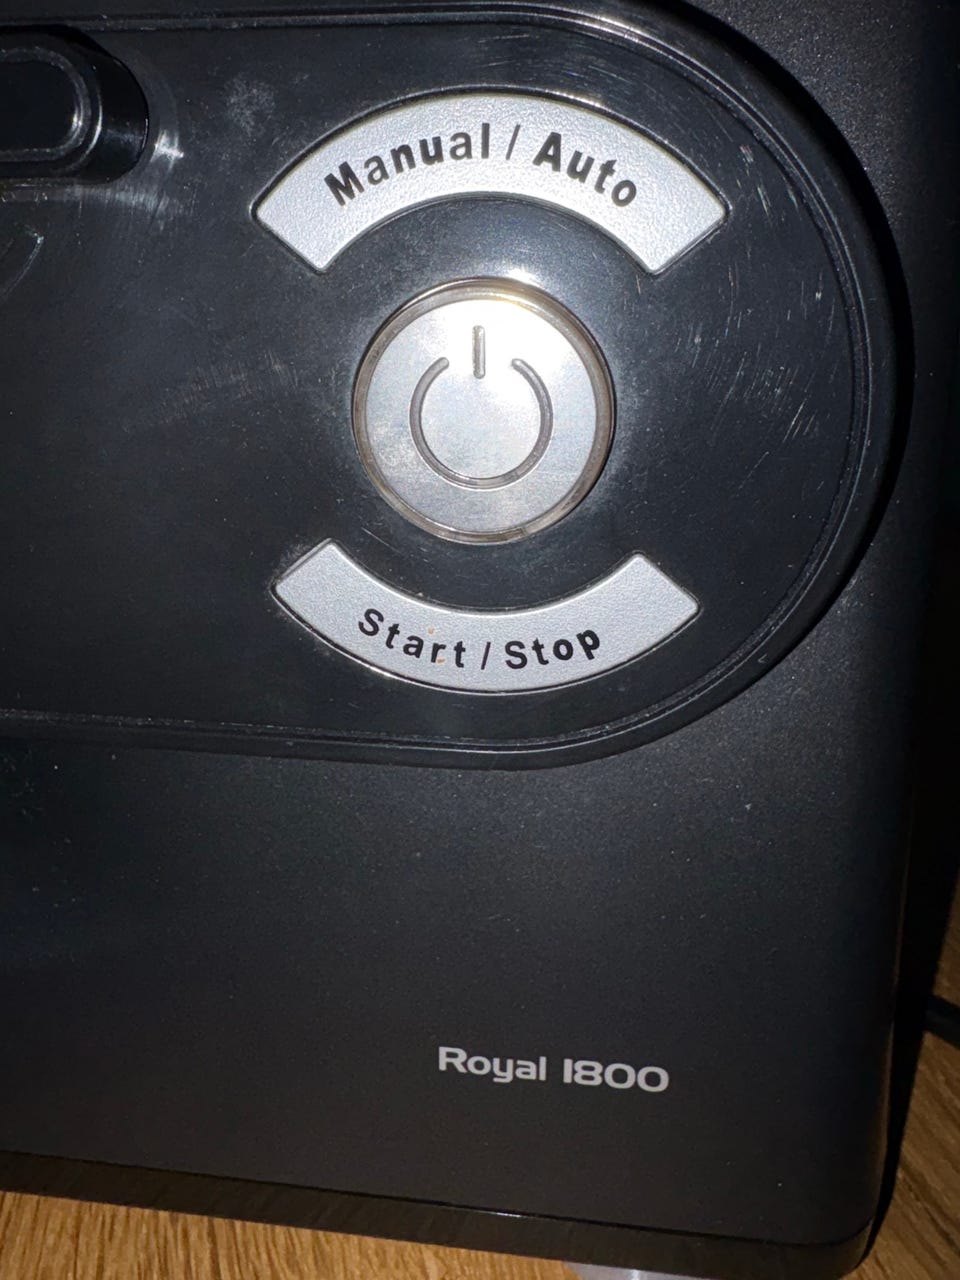 Manual / Auto
Start / Stop
Royal 1800